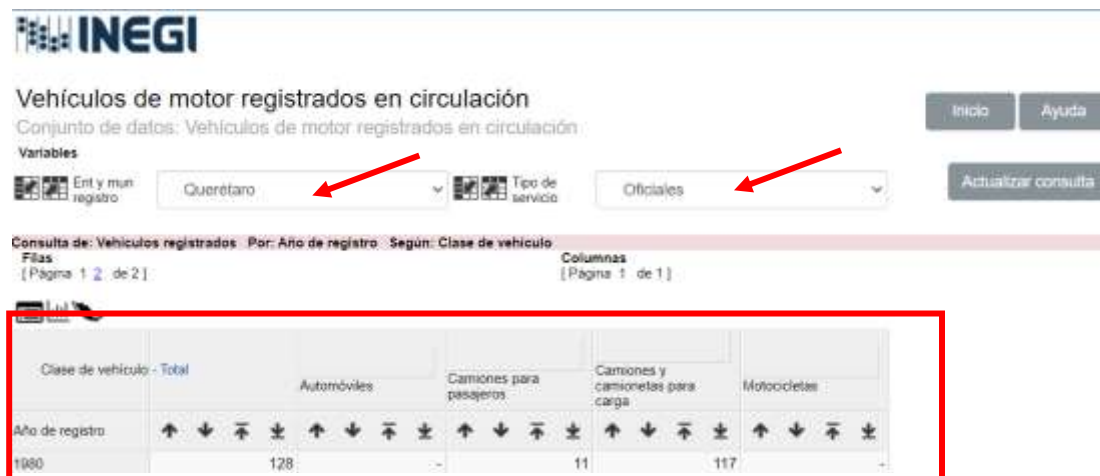 INEGI
Vehículos de motor registrados en circulación
Inicio Ayuda
Conjunto de datos: Vehículos de motor registrados en circulación
Variables
Ent y mun registro Querétaro Tipo de servicio Oficiales Actualizar consulta
Consulta de: Vehículos registrados Por: Año de registro Según: Clase de vehículo
Filas Columnas
[Página 1 2 de 2] [Página 1 de 1]
Clase de vehículo - Total Automóviles Camiones para pasajeros Camiones y camionetas para carga Motocicletas
Año de registro
1980 128 - 11 117 -